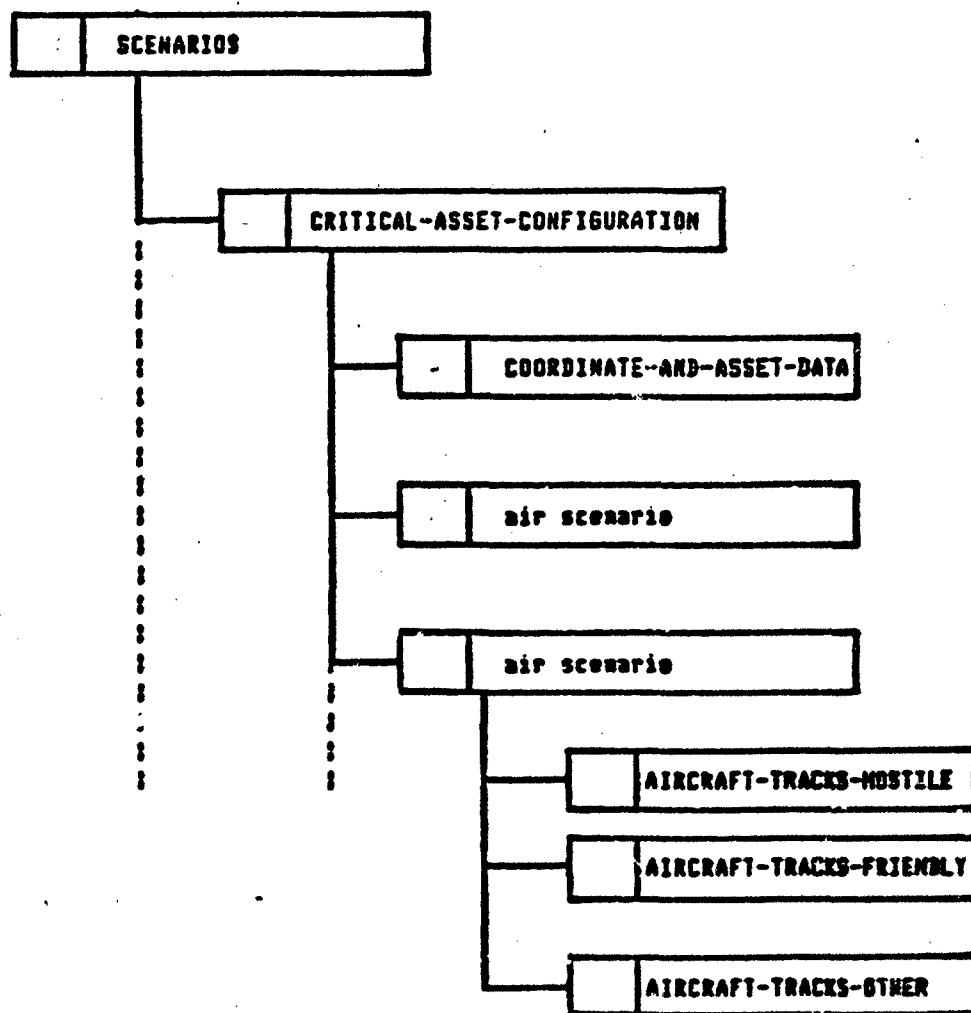 SCENARIOS
CRITICAL-ASSET-CONFIGURATION
COORDINATE-AND-ASSET-DATA
air scenario
air scenario
AIRCRAFT-TRACKS-HOSTILE
AIRCRAFT-TRACKS-FRIENDLY
AIRCRAFT-TRACKS-OTHER